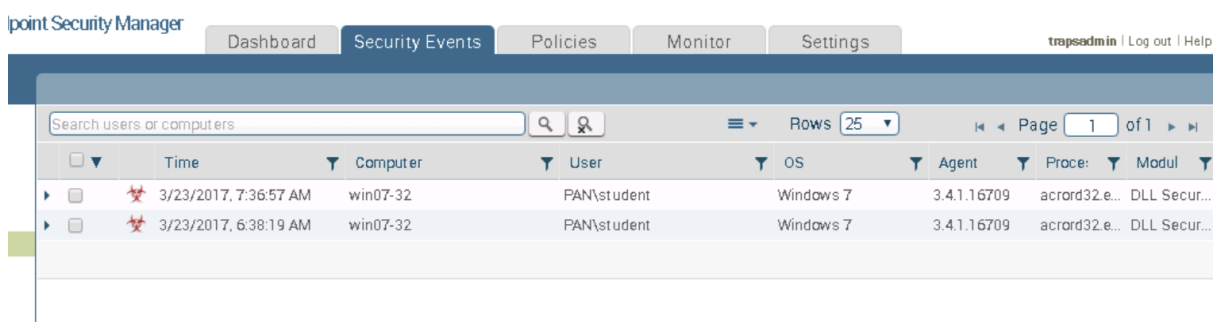 point Security Manager
Dashboard Security Events Policies Monitor Settings trapsadmin | Log out | Help
Search users or computers Rows 25 Page 1 of 1
Time Computer User OS Agent Proce: Modul
3/23/2017, 7:36:57 AM win07-32 PAN\student Windows 7 3.4.1.16709 acrord32.e... DLL Secur...
3/23/2017, 6:38:19 AM win07-32 PAN\student Windows 7 3.4.1.16709 acrord32.e... DLL Secur...